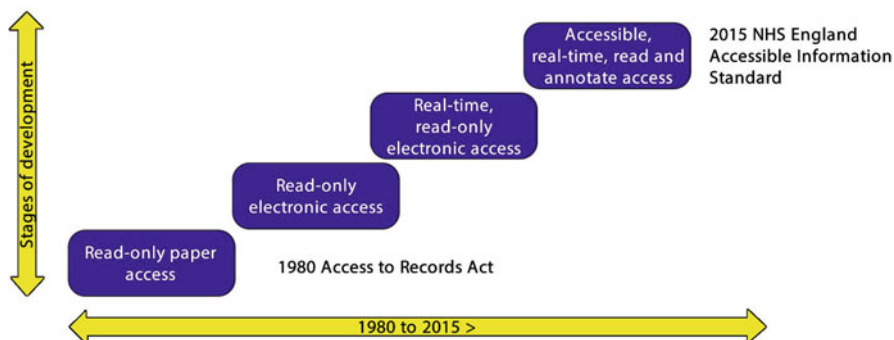 Accessible,
real-time, read and
annotate access
2015 NHS England
Accessible Information
Standard
Real-time,
read-only
electronic access
Read-only
electronic access
Read-only paper
access
1980 Access to Records Act
Stages of development
1980 to 2015 >